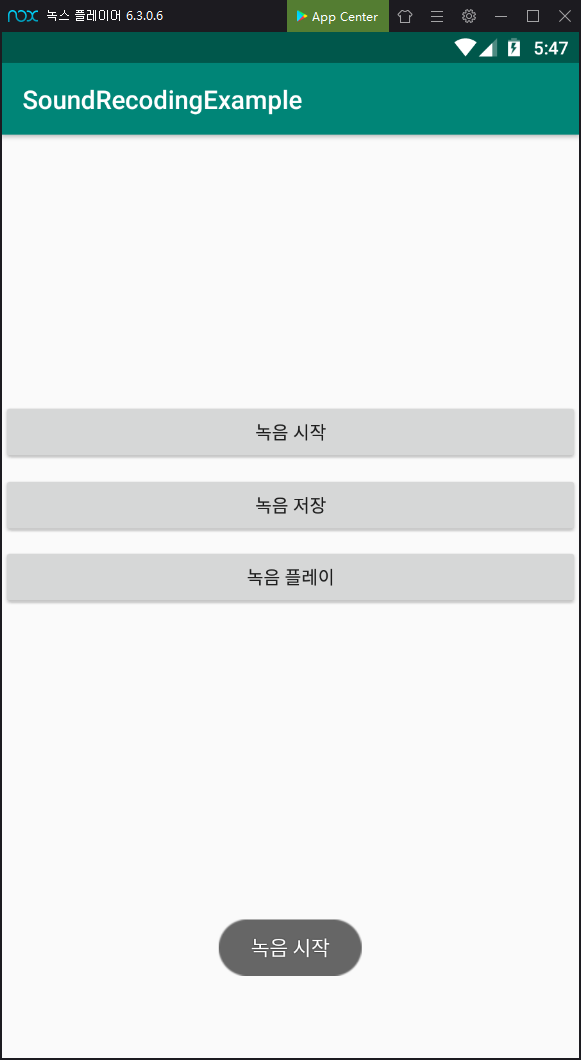 nox 녹스 플레이어 6.3.0.6 App Center
5:47
SoundRecodingExample
녹음 시작
녹음 저장
녹음 플레이
녹음 시작